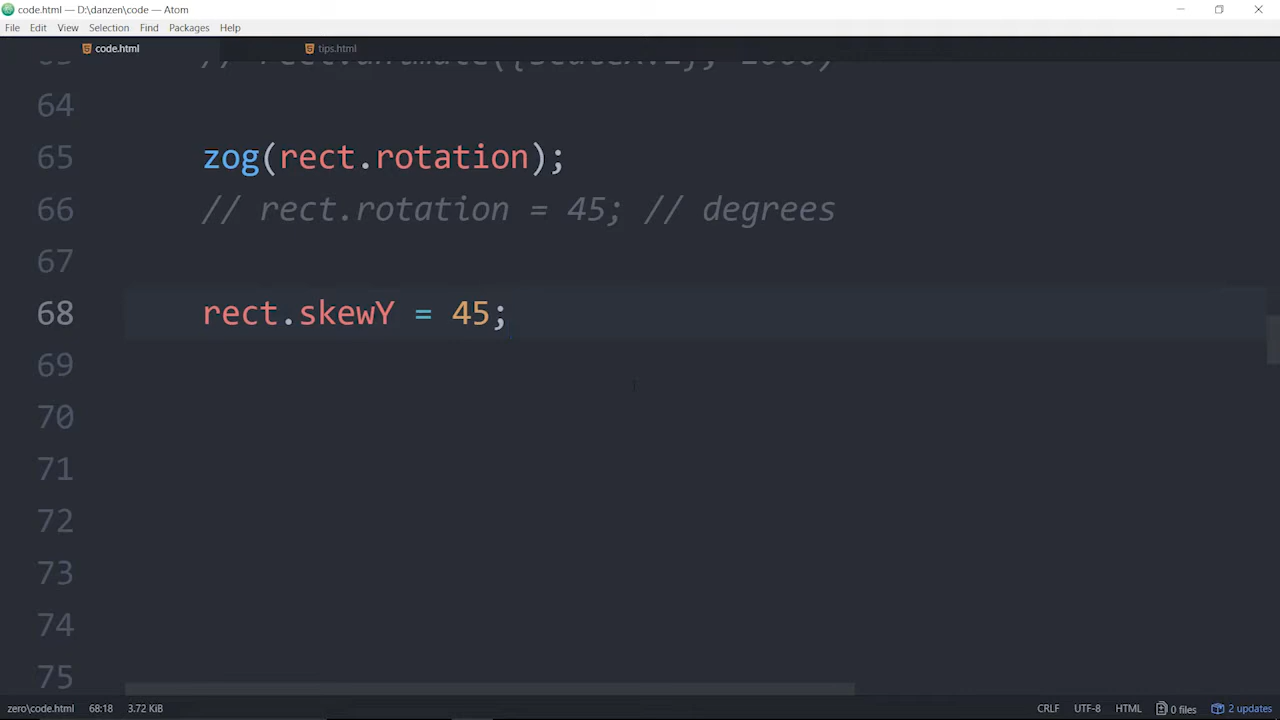 code.html — D:\danzen\code — Atom
File Edit View Selection Find Packages Help
code.html tips.html
64
65 zog(rect.rotation);
66 // rect.rotation = 45; // degrees
67
68 rect.skewY = 45;
69
70
71
72
73
74
75
zero\code.html 68:18 3.72 KiB CRLF UTF-8 HTML 0 files 2 updates